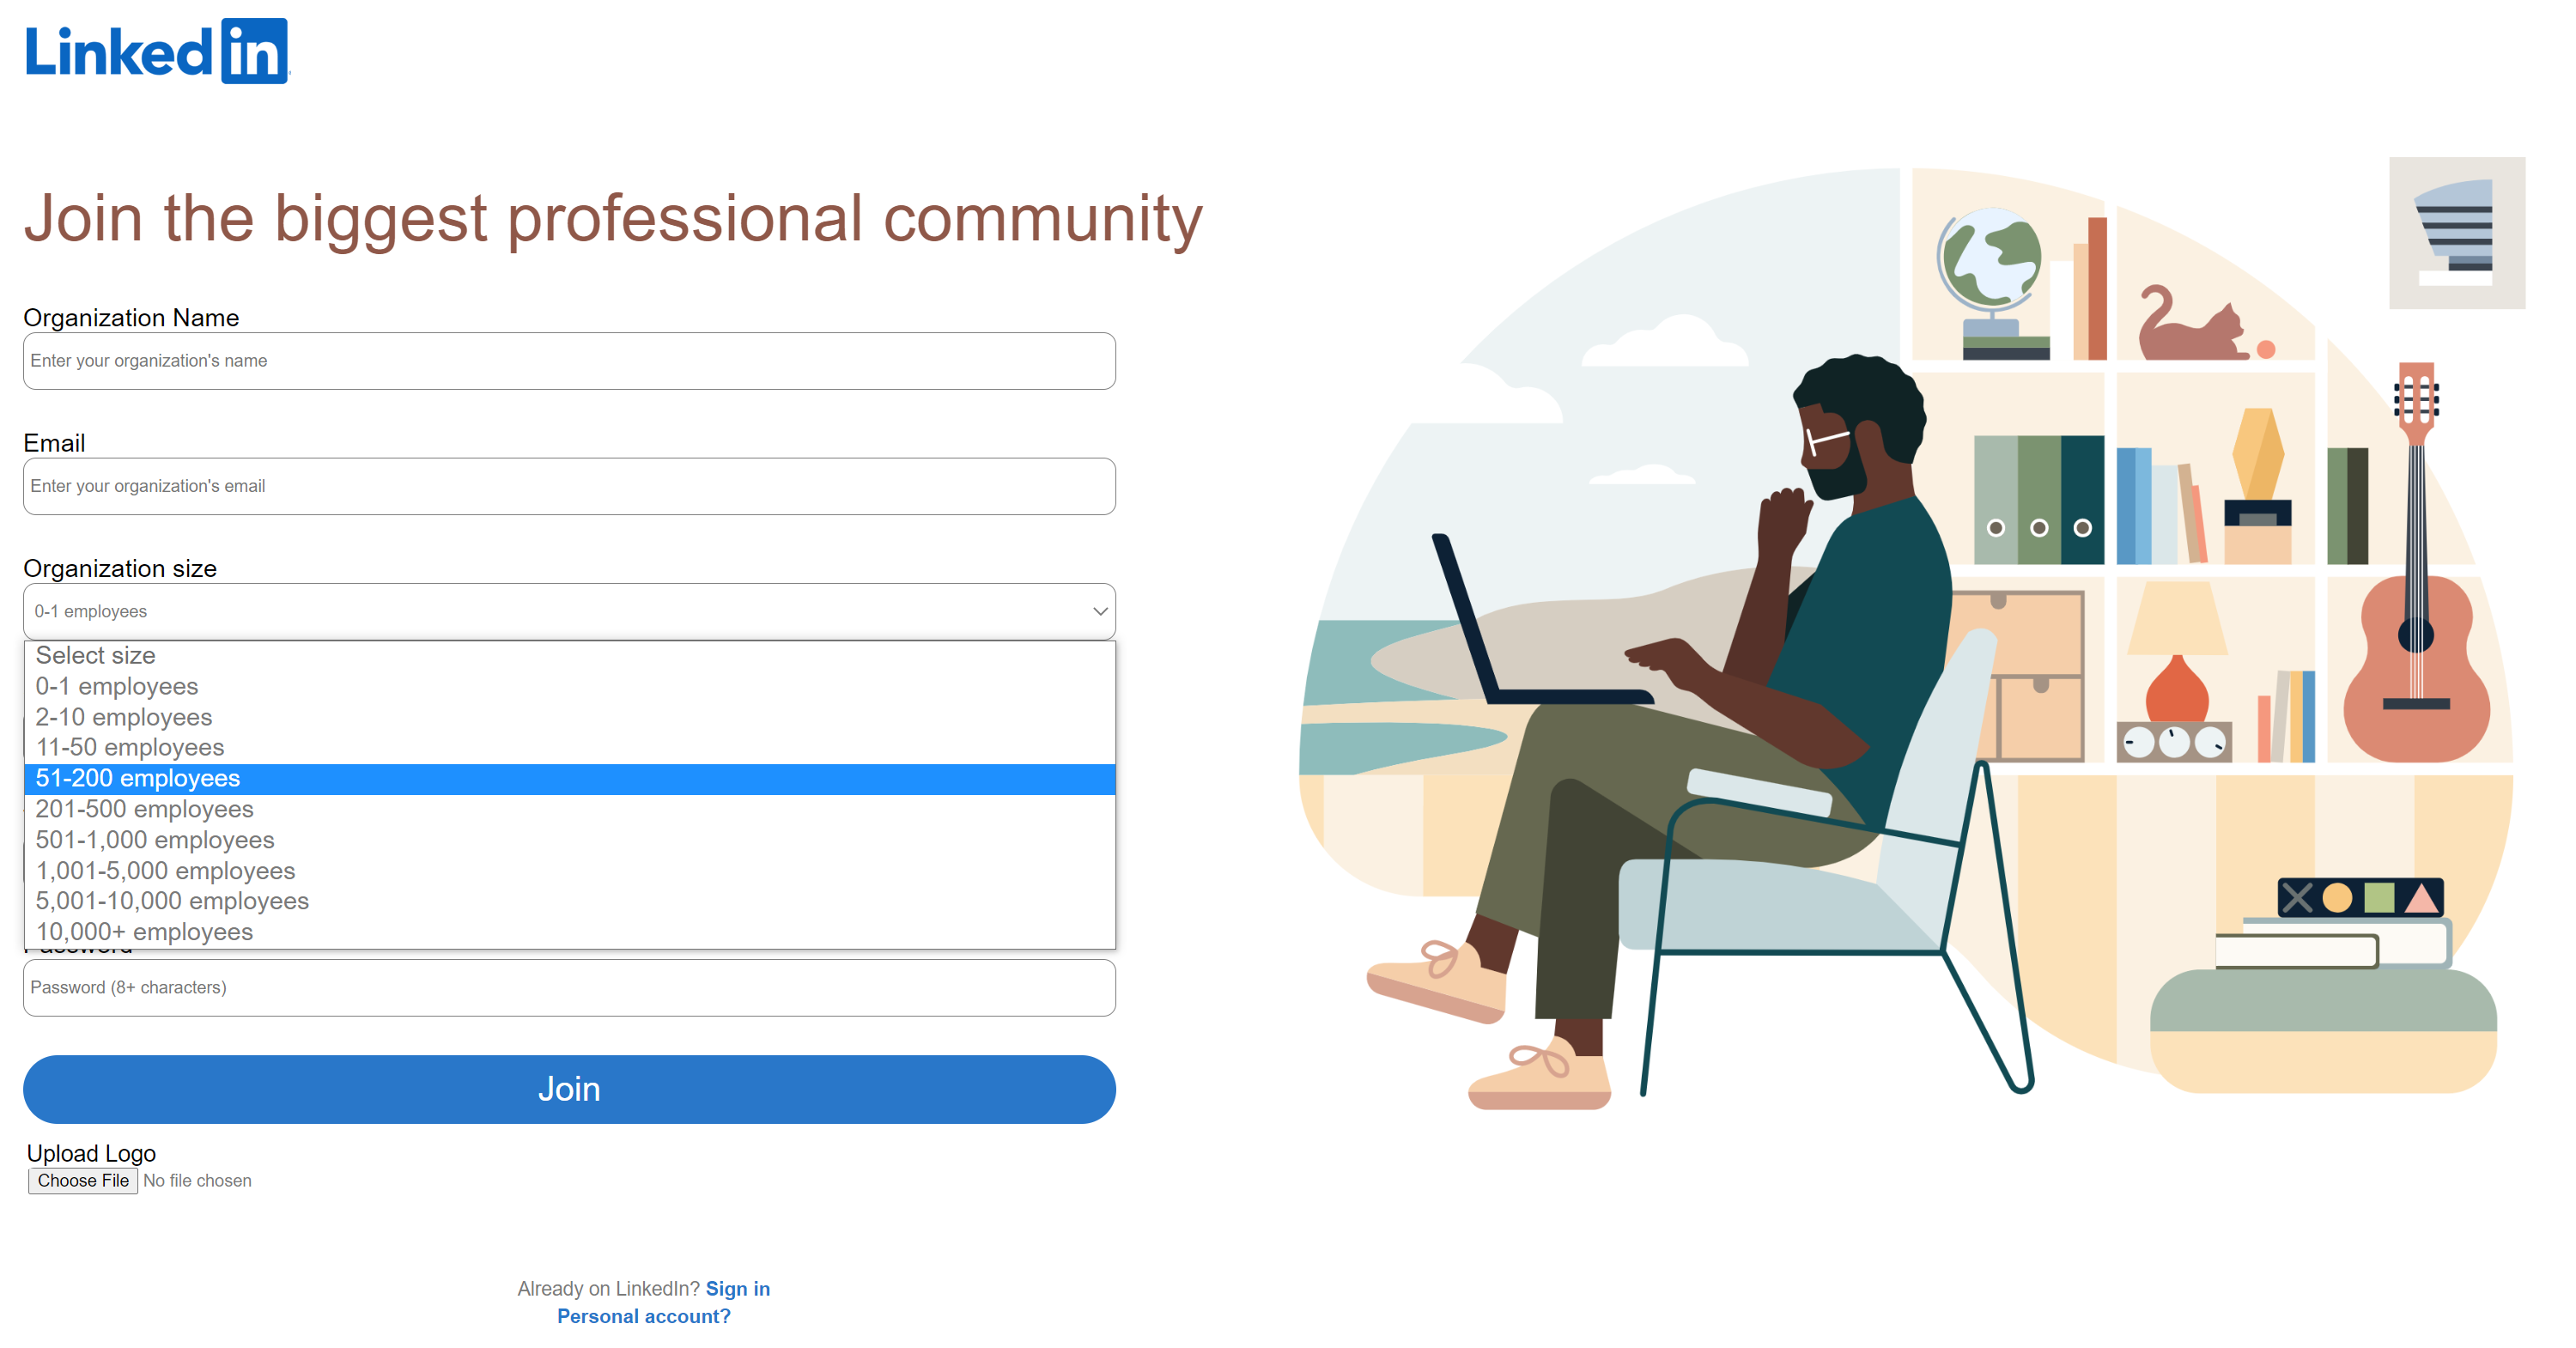 Linked in
Join the biggest professional community
Organization Name
Enter your organization's name
Email
Enter your organization's email
Organization size
0-1 employees
Select size
0-1 employees
2-10 employees
11-50 employees
51-200 employees
201-500 employees
501-1,000 employees
1,001-5,000 employees
5,001-10,000 employees
10,000+ employees
Password
Password (8+ characters)
Join
Upload Logo
Choose File No file chosen
Already on LinkedIn? Sign in
Personal account?